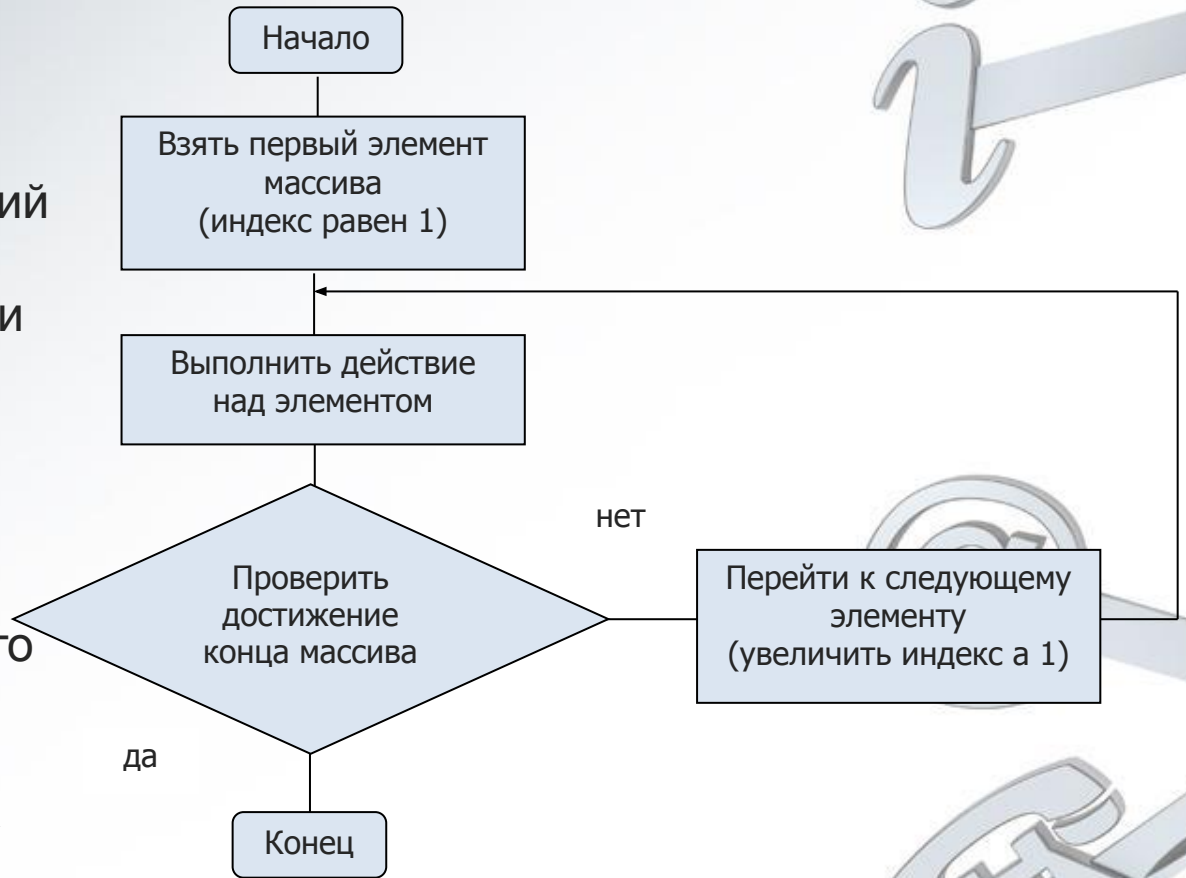 Начало
Взять первый элемент
массива
(индекс равен 1)
ий
и
Выполнить действие
над элементом
нет
Проверить
достижение
конца массива
Перейти к следующему
элементу
(увеличить индекс а 1)
го
да
Конец